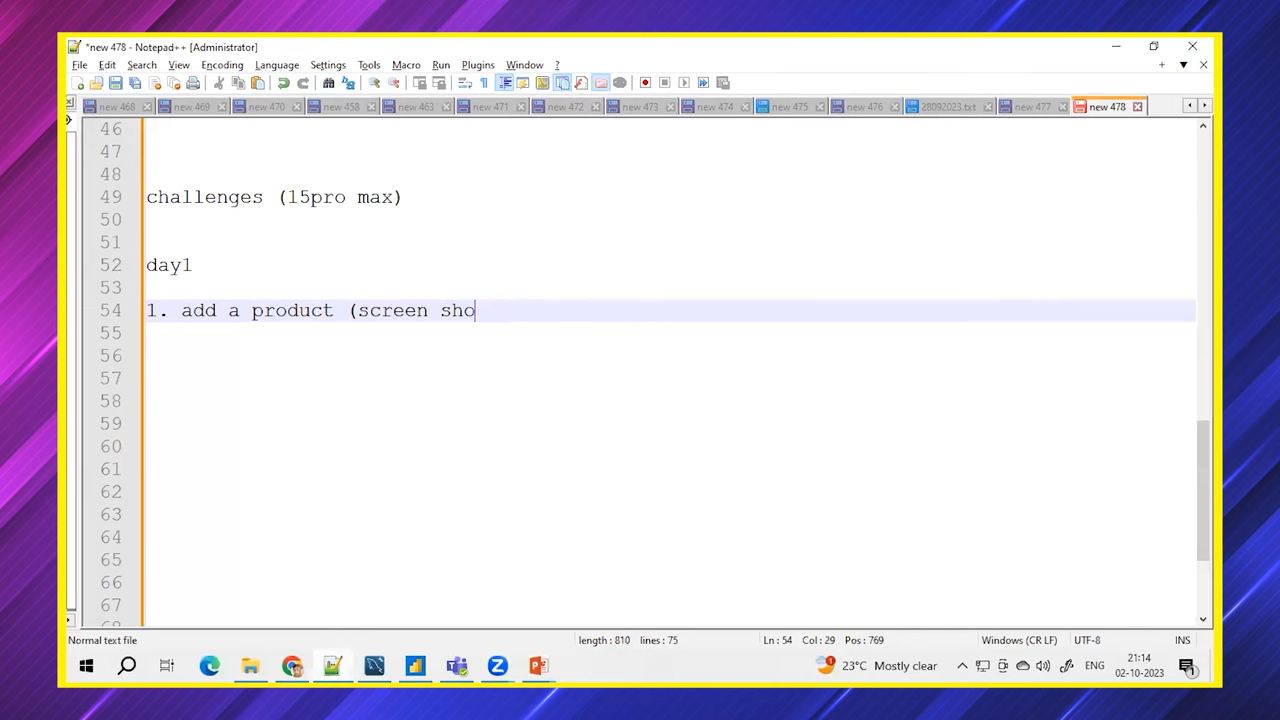 *new 478 - Notepad++ [Administrator]
File Edit Search View Encoding Language Settings Tools Macro Run Plugins Window ?
new 468 new 469 new 470 new 458 new 463 new 471 new 472 new 473 new 474 new 475 new 476 28092023.txt new 477 new 478
46
47
48
49 challenges (15pro max)
50
51
52 day1
53
54 1. add a product (screen sho
55
56
57
58
59
60
61
62
63
64
65
66
67
Normal text file length : 810 lines : 75 Ln : 54 Col : 29 Pos : 769 Windows (CR LF) UTF-8 INS
23°C Mostly clear ENG 21:14
02-10-2023